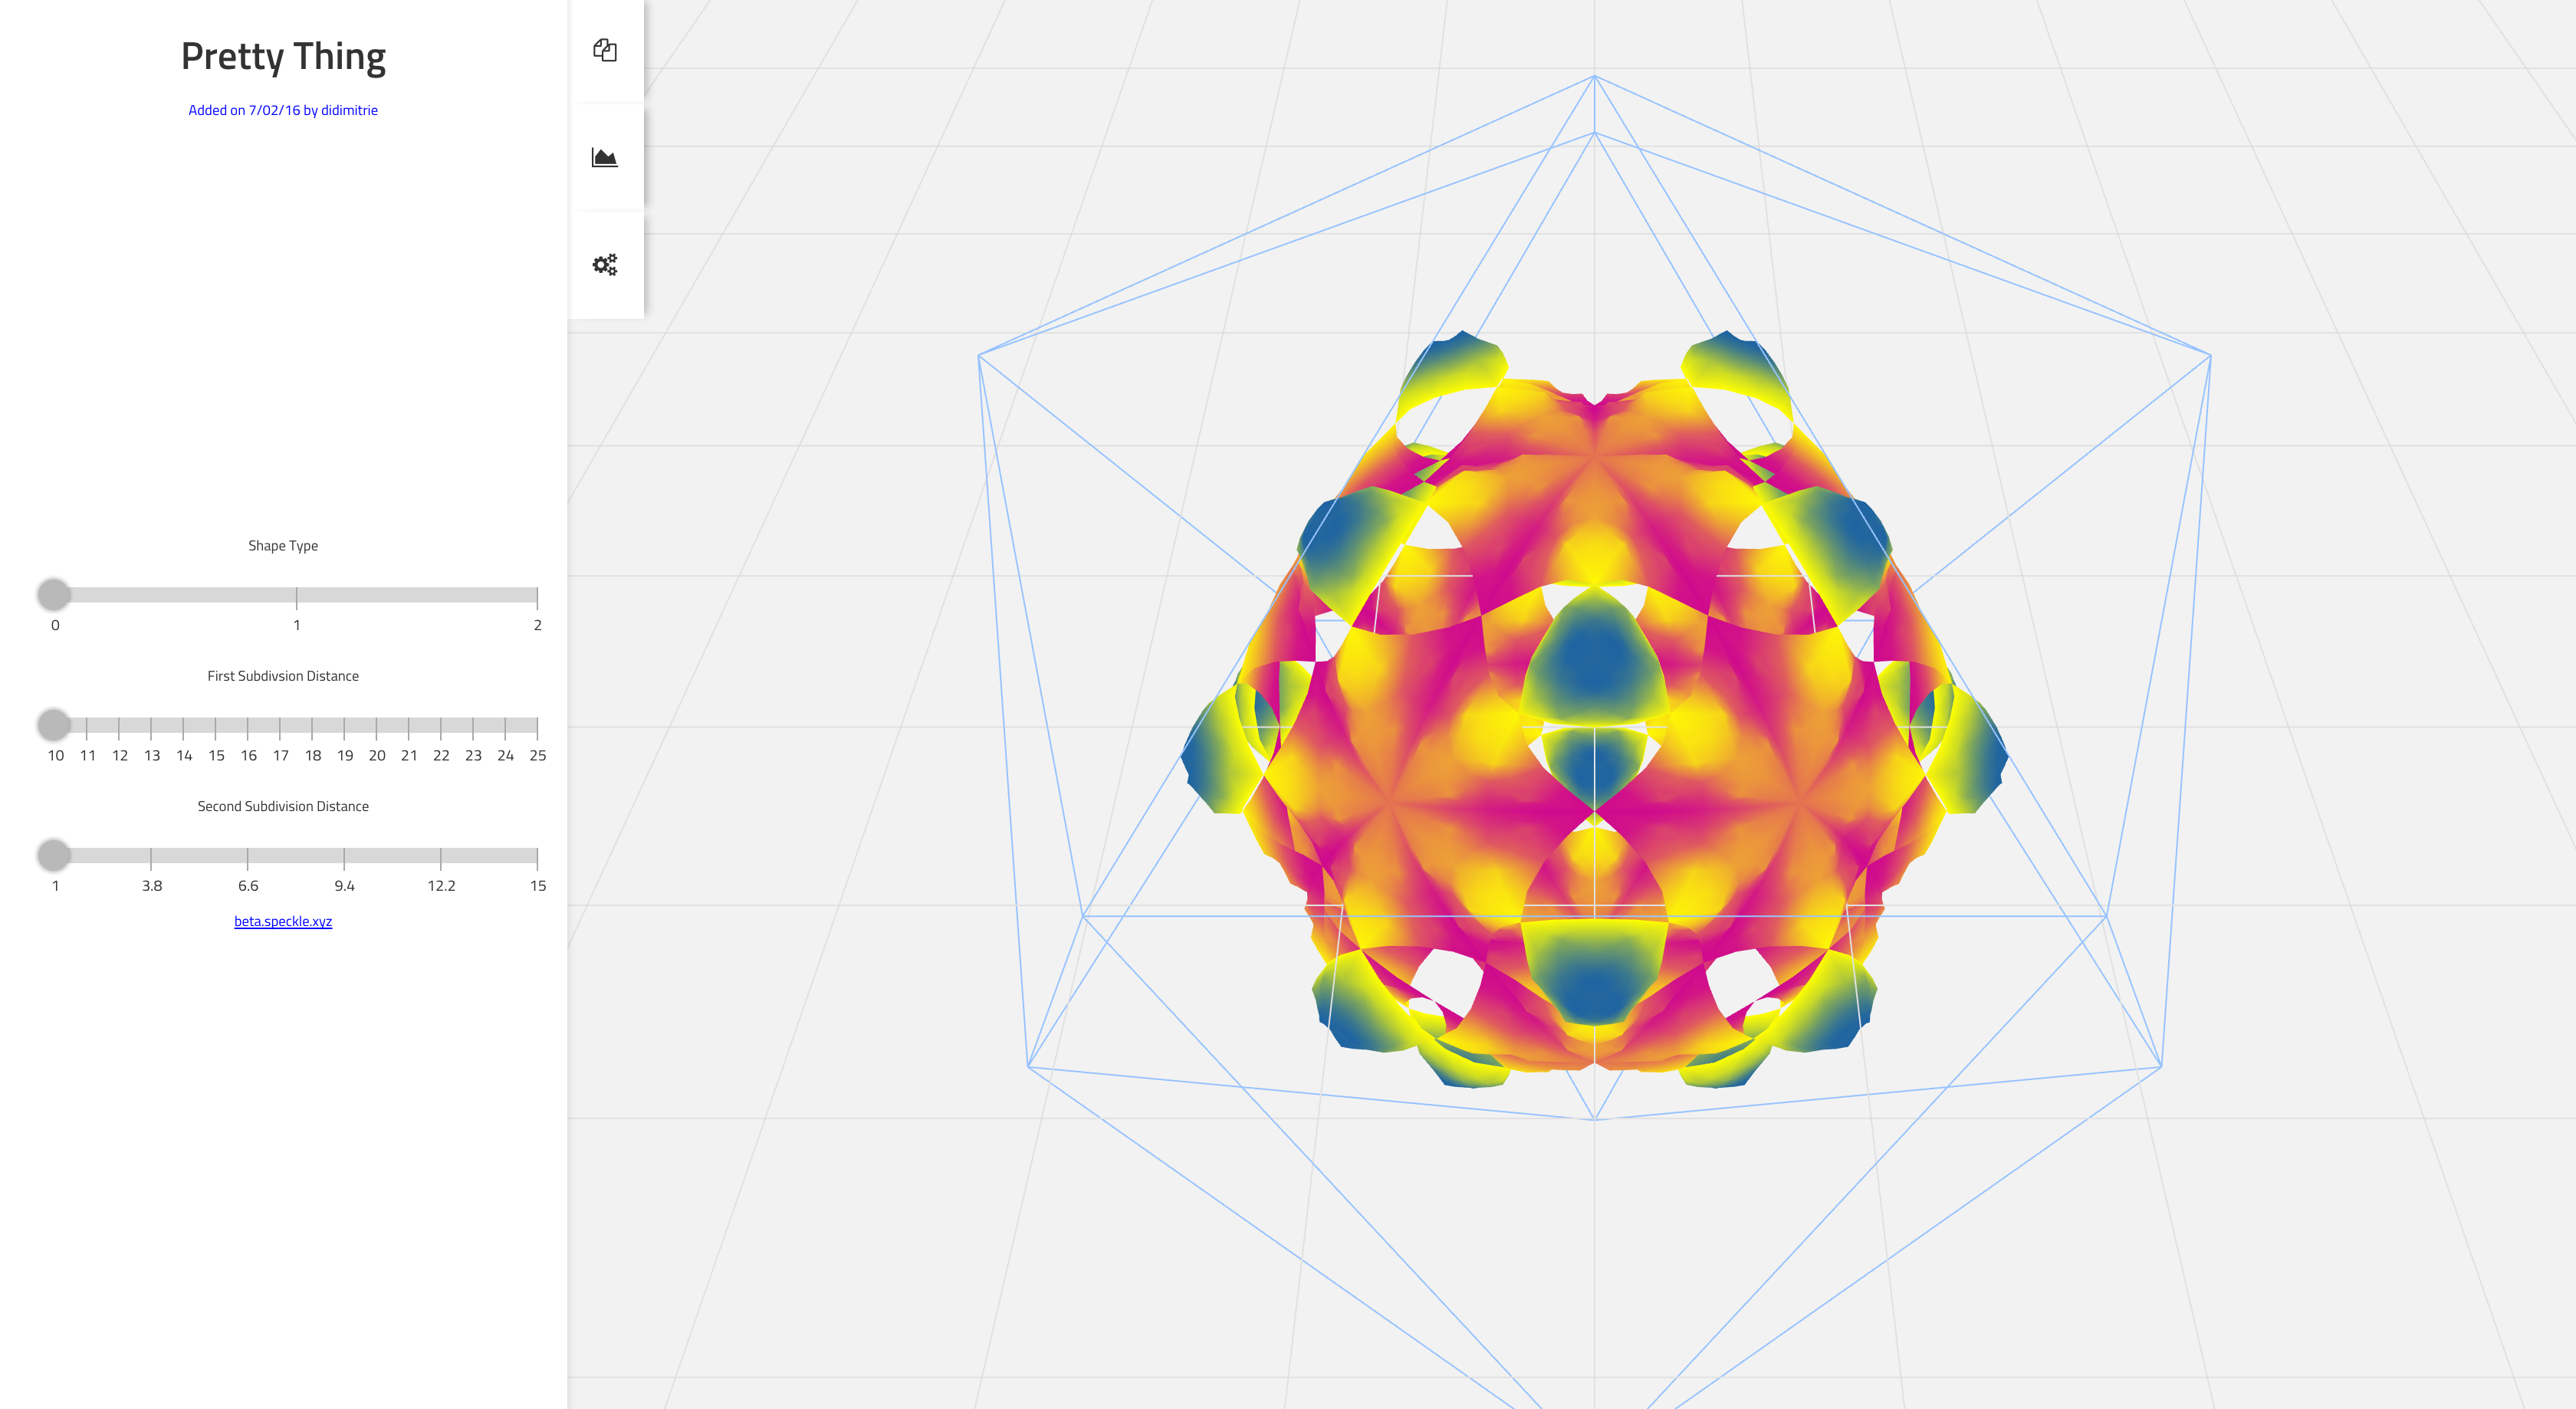 Pretty Thing
Added on 7/02/16 by didimitrie
Shape Type
0 1 2
First Subdivsion Distance
10 11 12 13 14 15 16 17 18 19 20 21 22 23 24 25
Second Subdivision Distance
1 3.8 6.6 9.4 12.2 15
beta.speckle.xyz